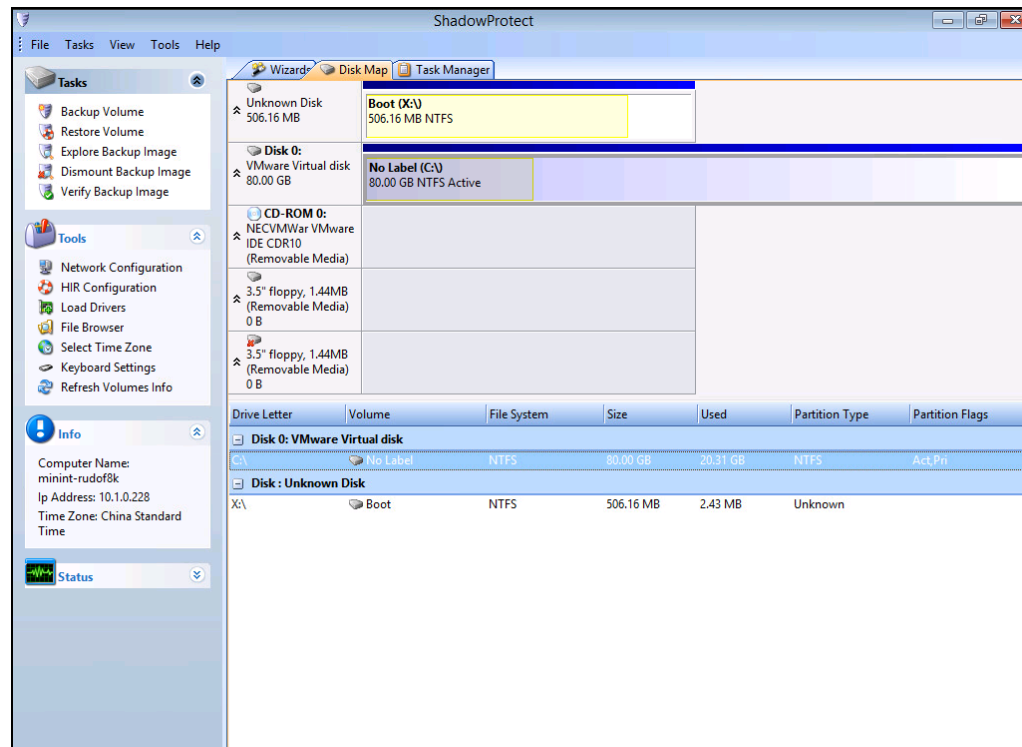 ShadowProtect
File Tasks View Tools Help
Tasks
Backup Volume
Restore Volume
Explore Backup Image
Dismount Backup Image
Verify Backup Image
Tools
Network Configuration
HIR Configuration
Load Drivers
File Browser
Select Time Zone
Keyboard Settings
Refresh Volumes Info
Info
Computer Name:
minint-rudof8k
Ip Address: 10.1.0.228
Time Zone: China Standard
Time
Status
Wizards Disk Map Task Manager
Unknown Disk
506.16 MB
Boot (X:\)
506.16 MB NTFS
Disk 0:
VMware Virtual disk
80.00 GB
No Label (C:\)
80.00 GB NTFS Active
CD-ROM 0:
NECVMWar VMware
IDE CDR10
(Removable Media)
3.5" floppy, 1.44MB
(Removable Media)
0 B
3.5" floppy, 1.44MB
(Removable Media)
0 B
Drive Letter Volume File System Size Used Partition Type Partition Flags
Disk 0: VMware Virtual disk
C:\ No Label NTFS 80.00 GB 20.31 GB NTFS Act,Pri
Disk : Unknown Disk
X:\ Boot NTFS 506.16 MB 2.43 MB Unknown